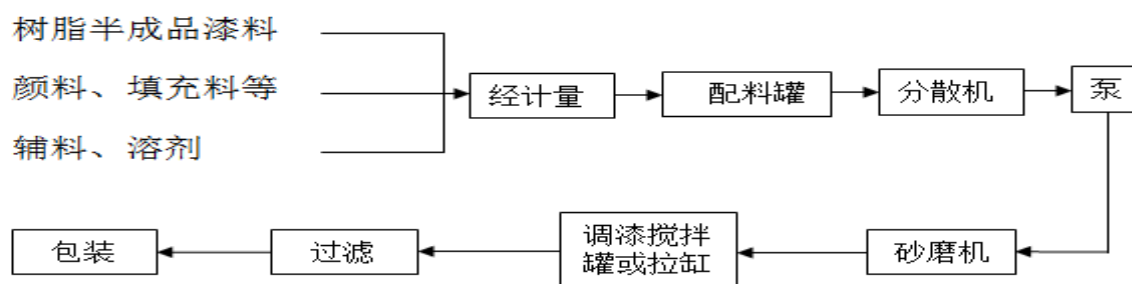 树脂半成品漆料
颜料、填充料等
辅料、溶剂
经计量
配料罐
分散机
泵
砂磨机
调漆搅拌
罐或拉缸
过滤
包装